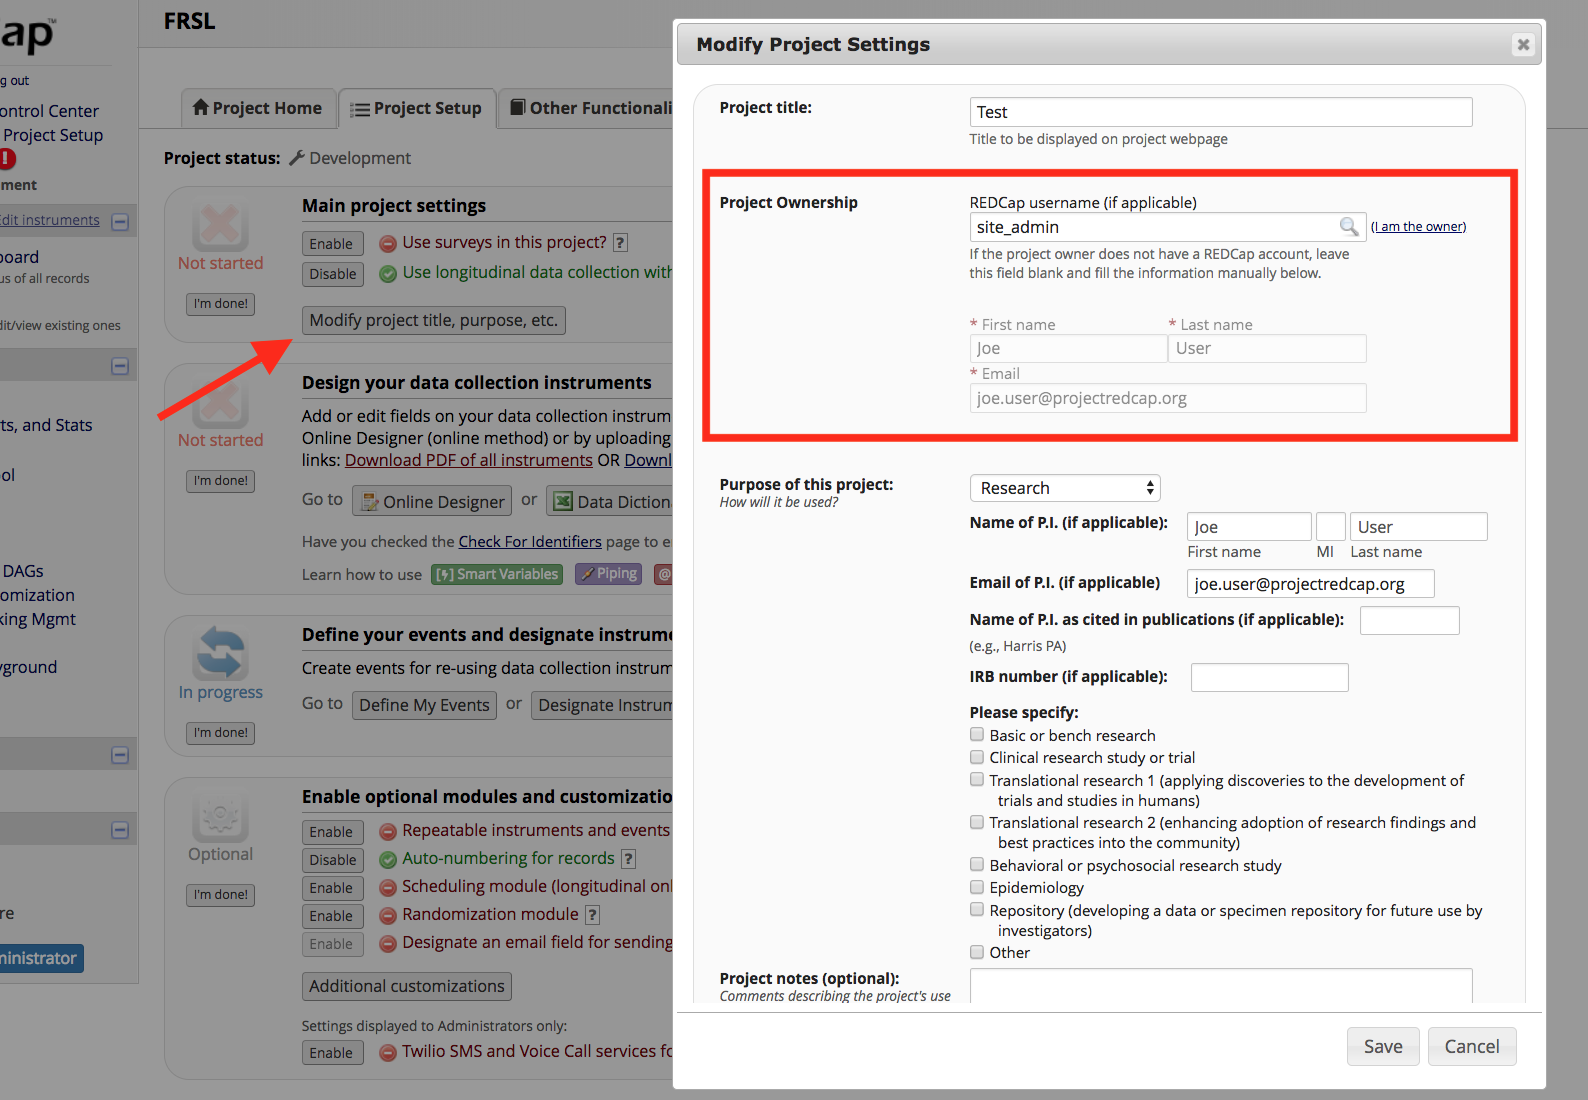 ap™
g out
ontrol Center
Project Setup
!
ment
Edit instruments
board
us of all records
dit/view existing ones
ts, and Stats
ol
DAGs
omization
king Mgmt
yground
re
ninistrator
FRSL
Project Home
Project Setup
Other Functionali
Project status: Development
Not started
I'm done!
Main project settings
Enable Use surveys in this project? ?
Disable Use longitudinal data collection with
Modify project title, purpose, etc.
Not started
I'm done!
Design your data collection instruments
Add or edit fields on your data collection instrum
Online Designer (online method) or by uploading
links: Download PDF of all instruments OR Downl
Go to Online Designer or Data Dictiona
Have you checked the Check For Identifiers page to e
Learn how to use Smart Variables Piping @
In progress
I'm done!
Define your events and designate instrume
Create events for re-using data collection instrum
Go to Define My Events or Designate Instrum
Optional
I'm done!
Enable optional modules and customizatio
Enable Repeatable instruments and events
Disable Auto-numbering for records ?
Enable Scheduling module (longitudinal onl
Enable Randomization module ?
Enable Designate an email field for sending
Additional customizations
Settings displayed to Administrators only:
Enable Twilio SMS and Voice Call services fo
Modify Project Settings
Project title:
Test
Title to be displayed on project webpage
Project Ownership
REDCap username (if applicable)
site_admin
(I am the owner)
If the project owner does not have a REDCap account, leave
this field blank and fill the information manually below.
* First name * Last name
Joe User
* Email
joe.user@projectredcap.org
Purpose of this project:
How will it be used?
Research
Name of P.I. (if applicable): Joe User
First name MI Last name
Email of P.I. (if applicable) joe.user@projectredcap.org
Name of P.I. as cited in publications (if applicable):
(e.g., Harris PA)
IRB number (if applicable):
Please specify:
Basic or bench research
Clinical research study or trial
Translational research 1 (applying discoveries to the development of
trials and studies in humans)
Translational research 2 (enhancing adoption of research findings and
best practices into the community)
Behavioral or psychosocial research study
Epidemiology
Repository (developing a data or specimen repository for future use by
investigators)
Other
Project notes (optional):
Comments describing the project's use
Save
Cancel